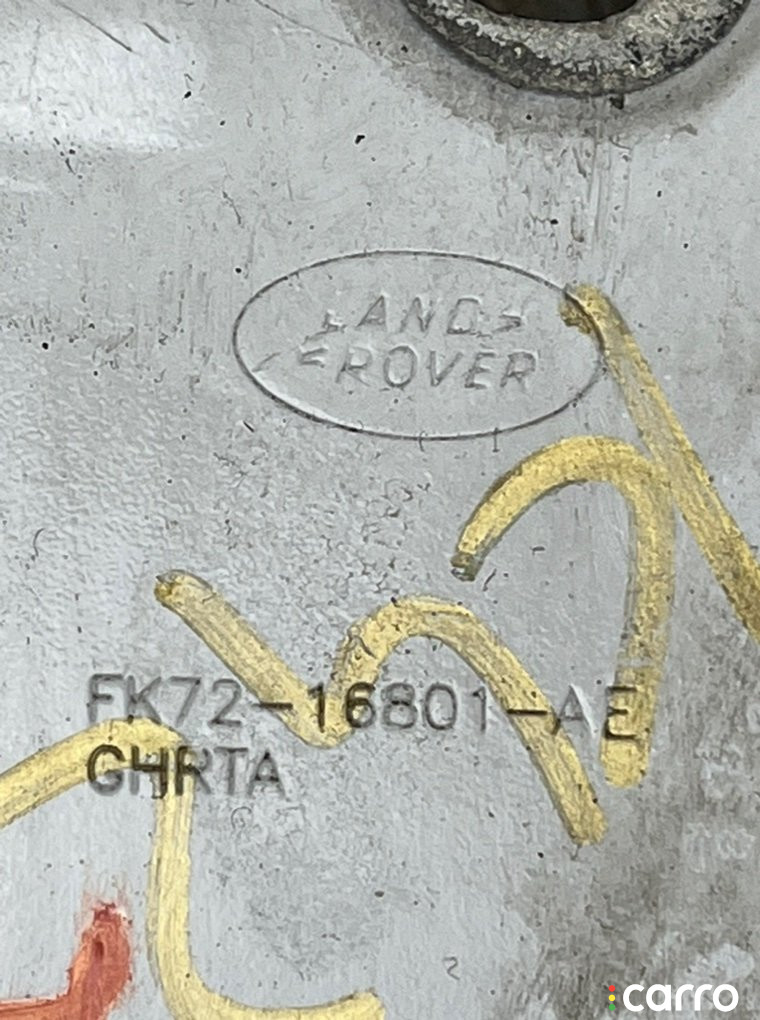 LAND
ROVER
FK72-16801-AE
GHRTA
carro